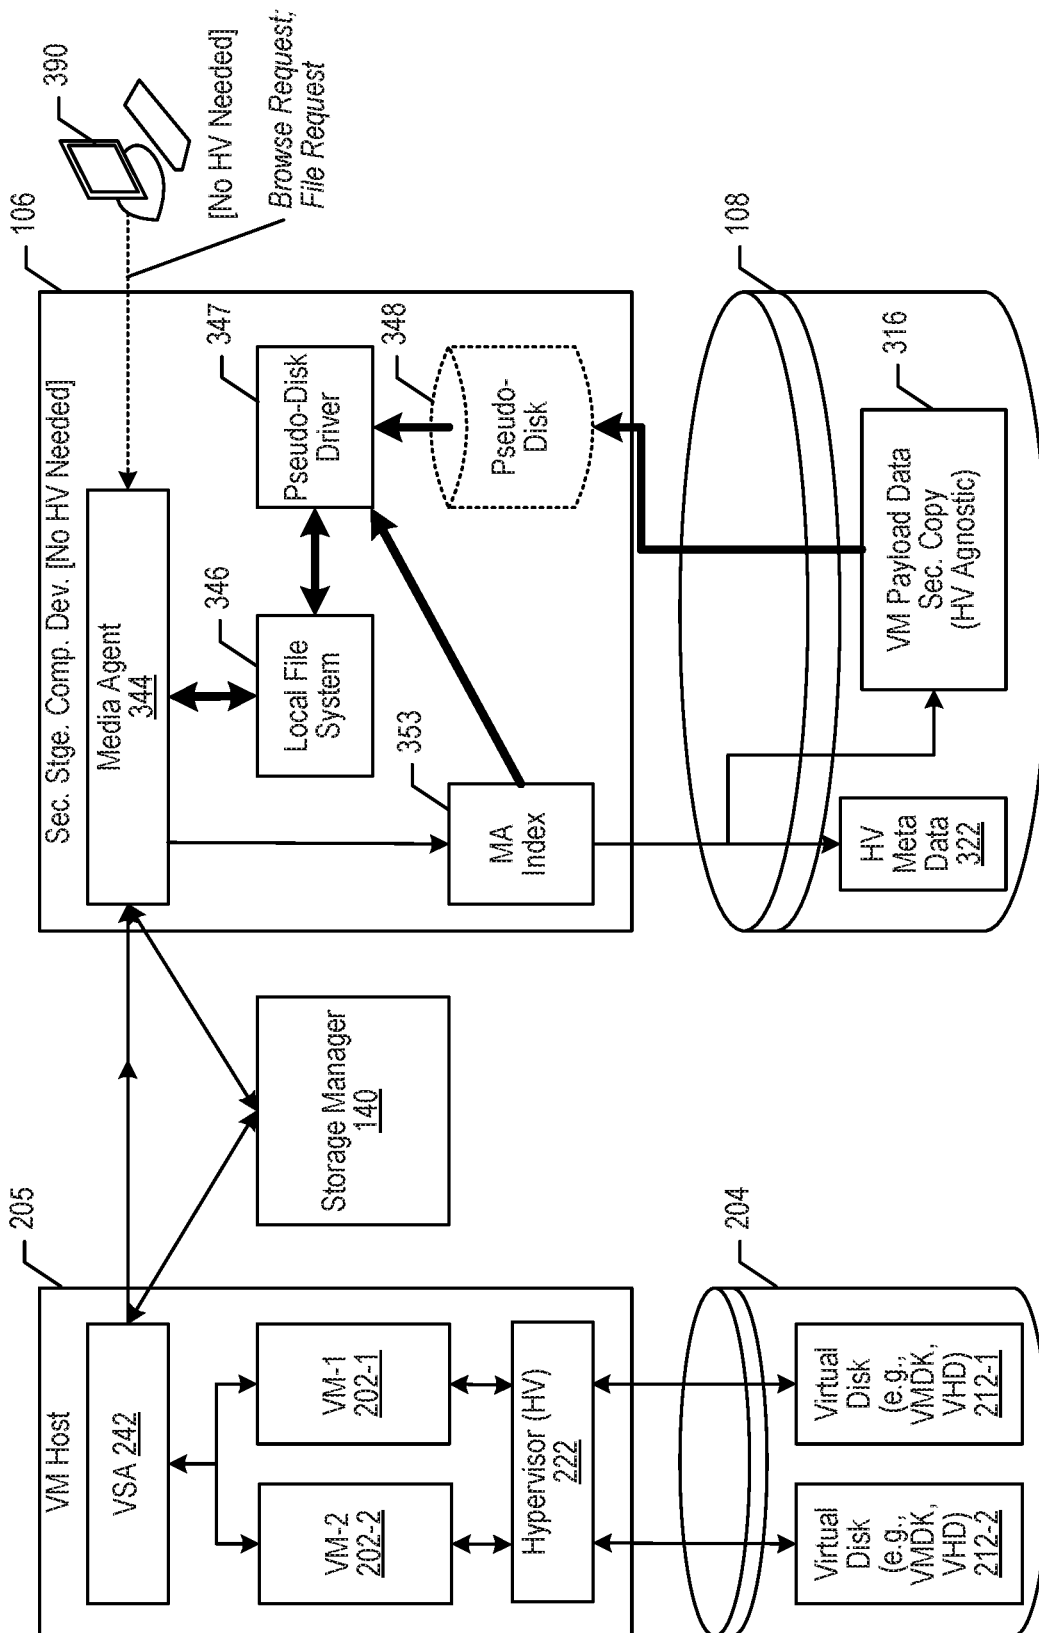 VM Host
205
VSA 242
VM-2
202-2
VM-1
202-1
Hypervisor (HV)
222
204
Virtual
Disk
(e.g.,
VMDK,
VHD)
212-2
Virtual
Disk
(e.g.,
VMDK,
VHD)
212-1
Storage Manager
140
Sec. Stge. Comp. Dev. [No HV Needed]
106
Media Agent
344
Local File
System
346
Pseudo-Disk
Driver
347
348
Pseudo-
Disk
MA
Index
353
390
[No HV Needed]
Browse Request;
File Request
108
HV
Meta
Data
322
VM Payload Data
Sec. Copy
(HV Agnostic)
316